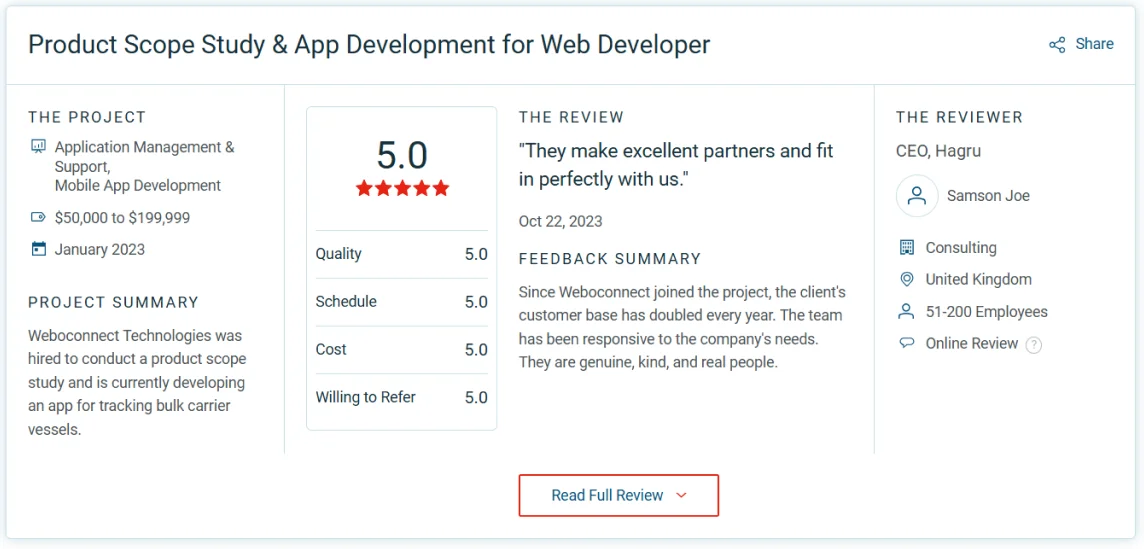 Product Scope Study & App Development for Web Developer
Share
THE PROJECT
Application Management &
Support,
Mobile App Development
$50,000 to $199,999
January 2023
PROJECT SUMMARY
Weboconnect Technologies was
hired to conduct a product scope
study and is currently developing
an app for tracking bulk carrier
vessels.
5.0
Quality 5.0
Schedule 5.0
Cost 5.0
Willing to Refer 5.0
THE REVIEW
"They make excellent partners and fit
in perfectly with us."
Oct 22, 2023
FEEDBACK SUMMARY
Since Weboconnect joined the project, the client's
customer base has doubled every year. The team
has been responsive to the company's needs.
They are genuine, kind, and real people.
Read Full Review
THE REVIEWER
CEO, Hagru
Samson Joe
Consulting
United Kingdom
51-200 Employees
Online Review ?